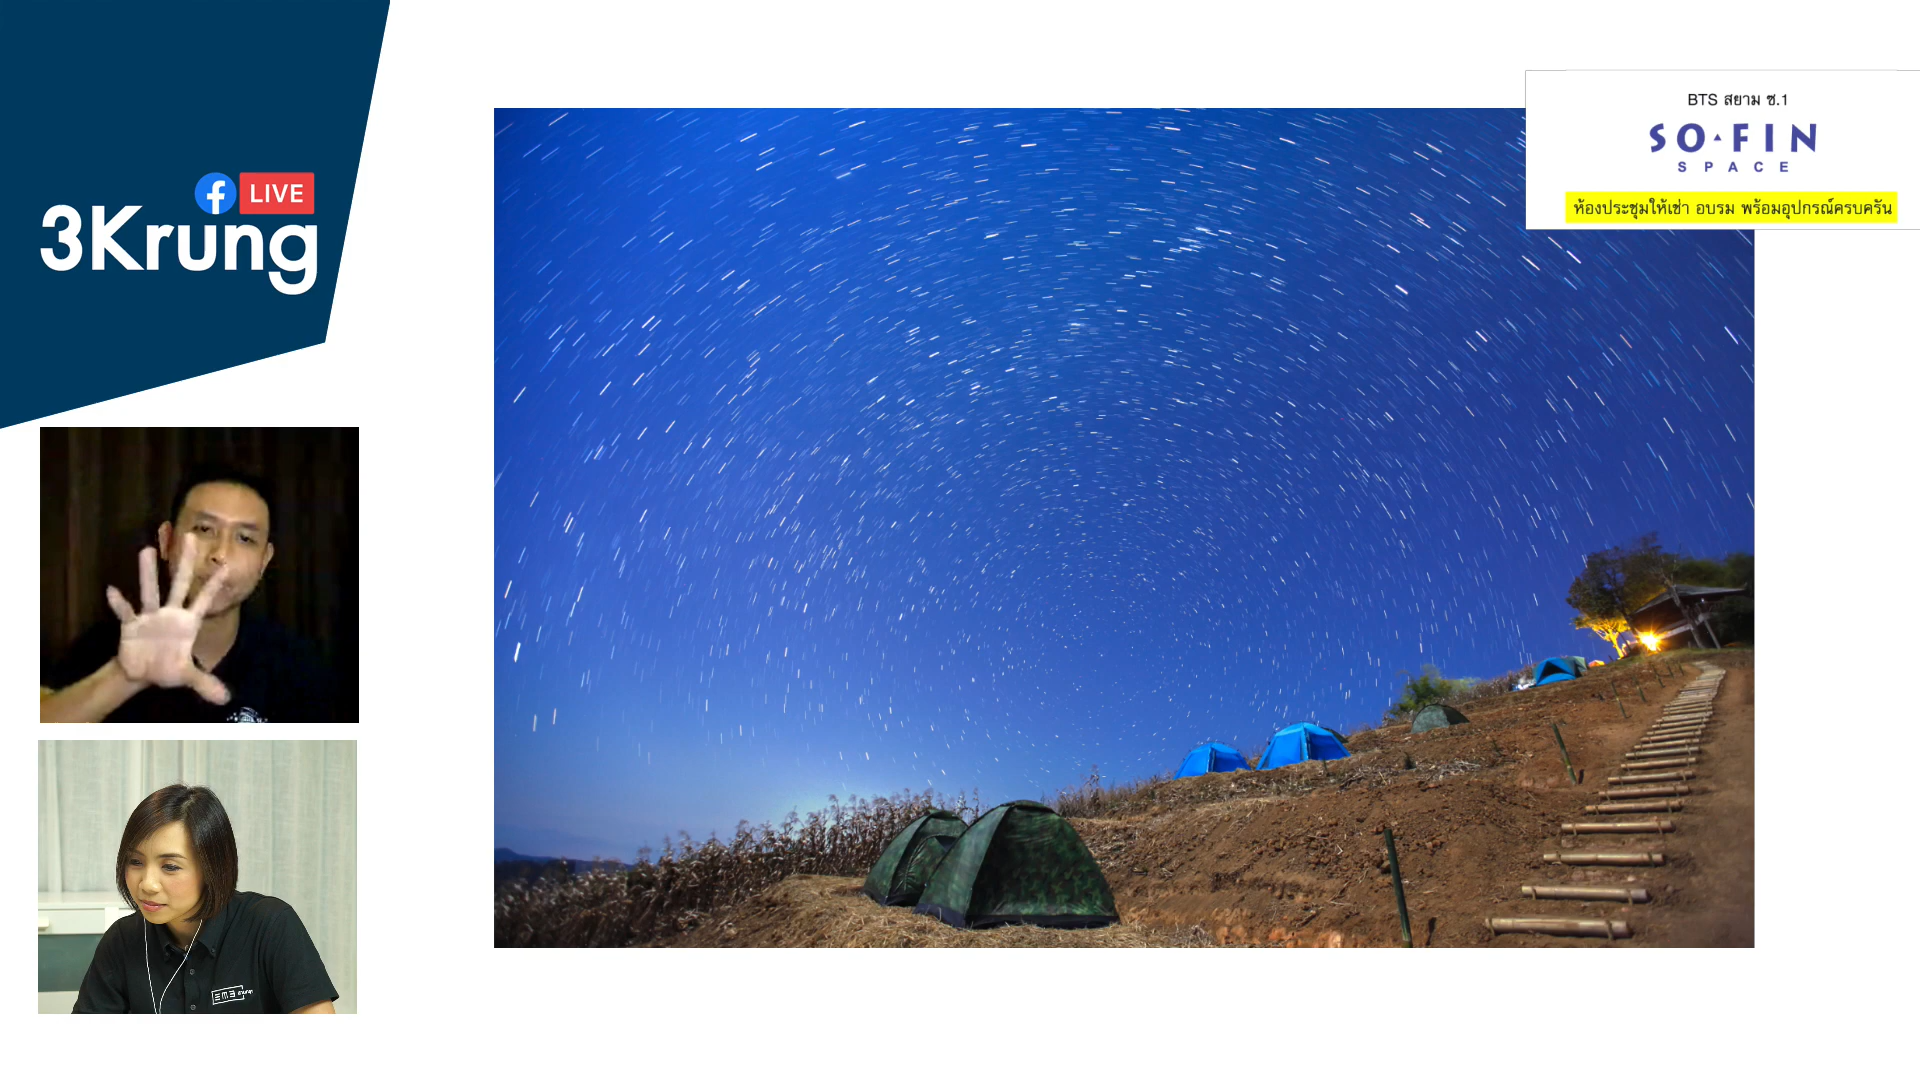 LIVE
3Krung
BTS สยาม ซ.1
SO·FIN
SPACE
ห้องประชุมให้เช่า อบรม พร้อมอุปกรณ์ครบครัน